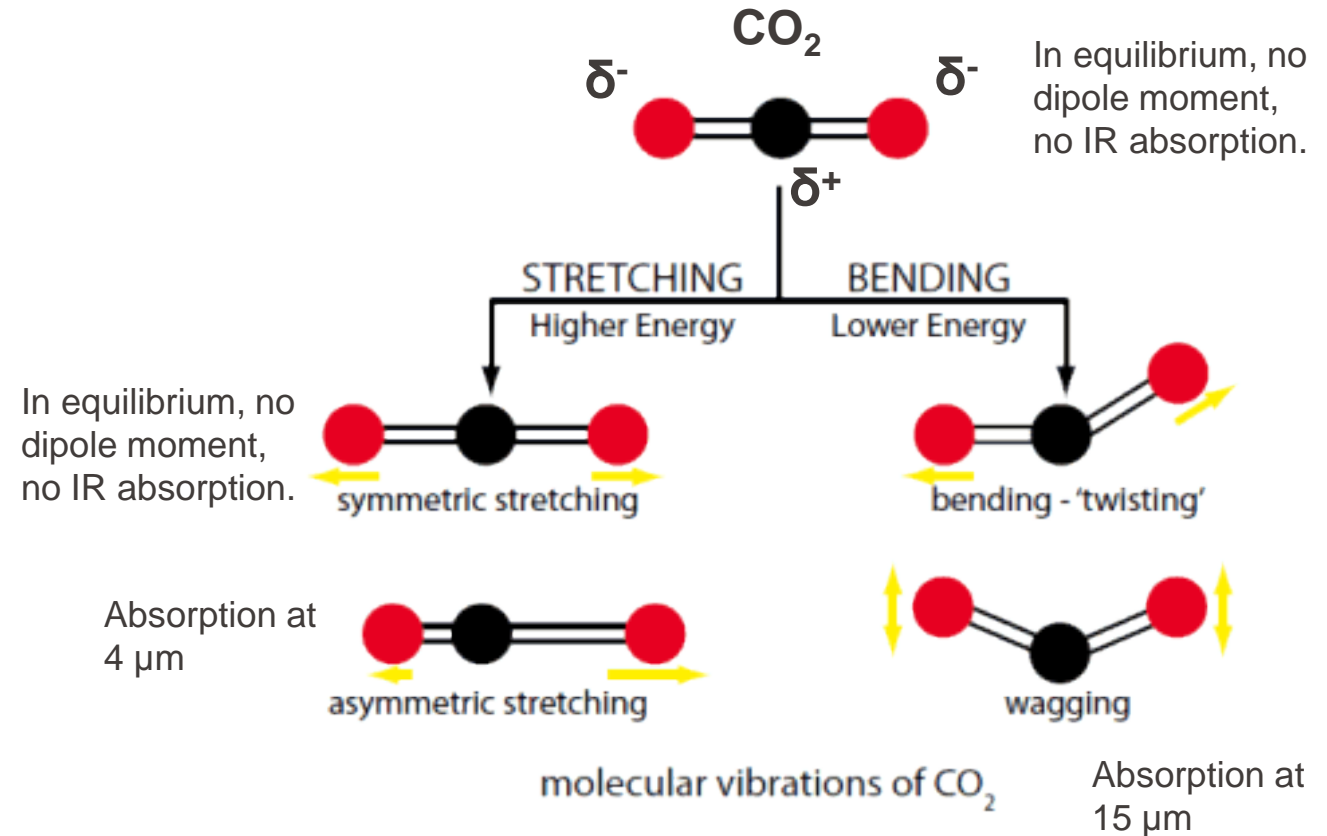 CO₂
δ⁻
δ⁻
In equilibrium, no
dipole moment,
no IR absorption.
δ⁺
STRETCHING
Higher Energy
BENDING
Lower Energy
In equilibrium, no
dipole moment,
no IR absorption.
symmetric stretching
bending - 'twisting'
Absorption at
4 µm
asymmetric stretching
wagging
molecular vibrations of CO₂
Absorption at
15 µm